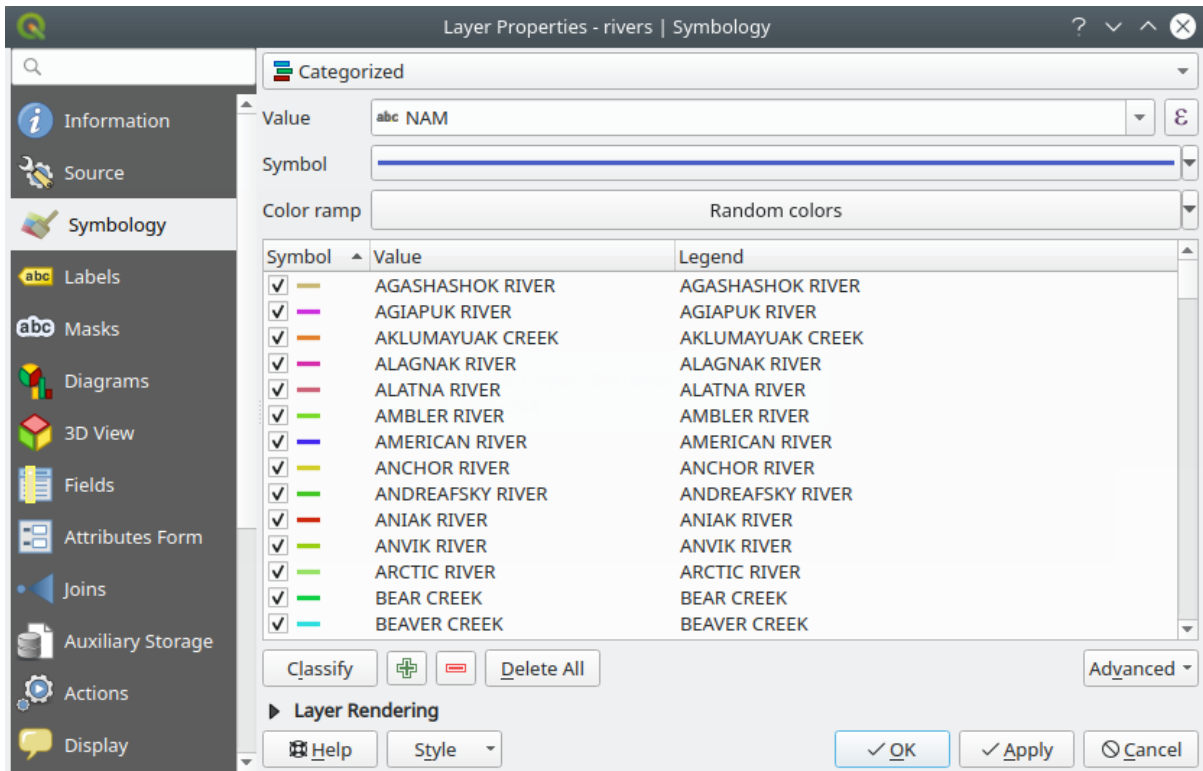 Layer Properties - rivers | Symbology
Categorized
Information
Value abc NAM ε
Source
Symbol
Symbology
Color ramp Random colors
Symbol Value Legend
abc Labels
AGASHASHOK RIVER AGASHASHOK RIVER
AGIAPUK RIVER AGIAPUK RIVER
abc Masks
AKLUMAYUAK CREEK AKLUMAYUAK CREEK
ALAGNAK RIVER ALAGNAK RIVER
Diagrams
ALATNA RIVER ALATNA RIVER
AMBLER RIVER AMBLER RIVER
3D View
AMERICAN RIVER AMERICAN RIVER
ANCHOR RIVER ANCHOR RIVER
Fields
ANDREAFSKY RIVER ANDREAFSKY RIVER
ANIAK RIVER ANIAK RIVER
Attributes Form
ANVIK RIVER ANVIK RIVER
ARCTIC RIVER ARCTIC RIVER
Joins
BEAR CREEK BEAR CREEK
BEAVER CREEK BEAVER CREEK
Auxiliary Storage
Classify Delete All Advanced
Actions
Layer Rendering
Display
Help Style OK Apply Cancel